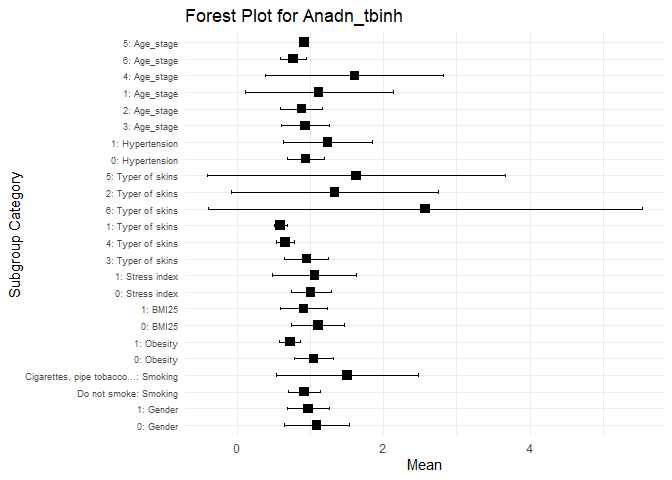 Forest Plot for Anadn_tbinh
Subgroup Category
5: Age_stage
6: Age_stage
4: Age_stage
1: Age_stage
2: Age_stage
3: Age_stage
1: Hypertension
0: Hypertension
5: Typer of skins
2: Typer of skins
6: Typer of skins
1: Typer of skins
4: Typer of skins
3: Typer of skins
1: Stress index
0: Stress index
1: BMI25
0: BMI25
1: Obesity
0: Obesity
Cigarettes, pipe tobacco...: Smoking
Do not smoke: Smoking
1: Gender
0: Gender
0 2 4
Mean